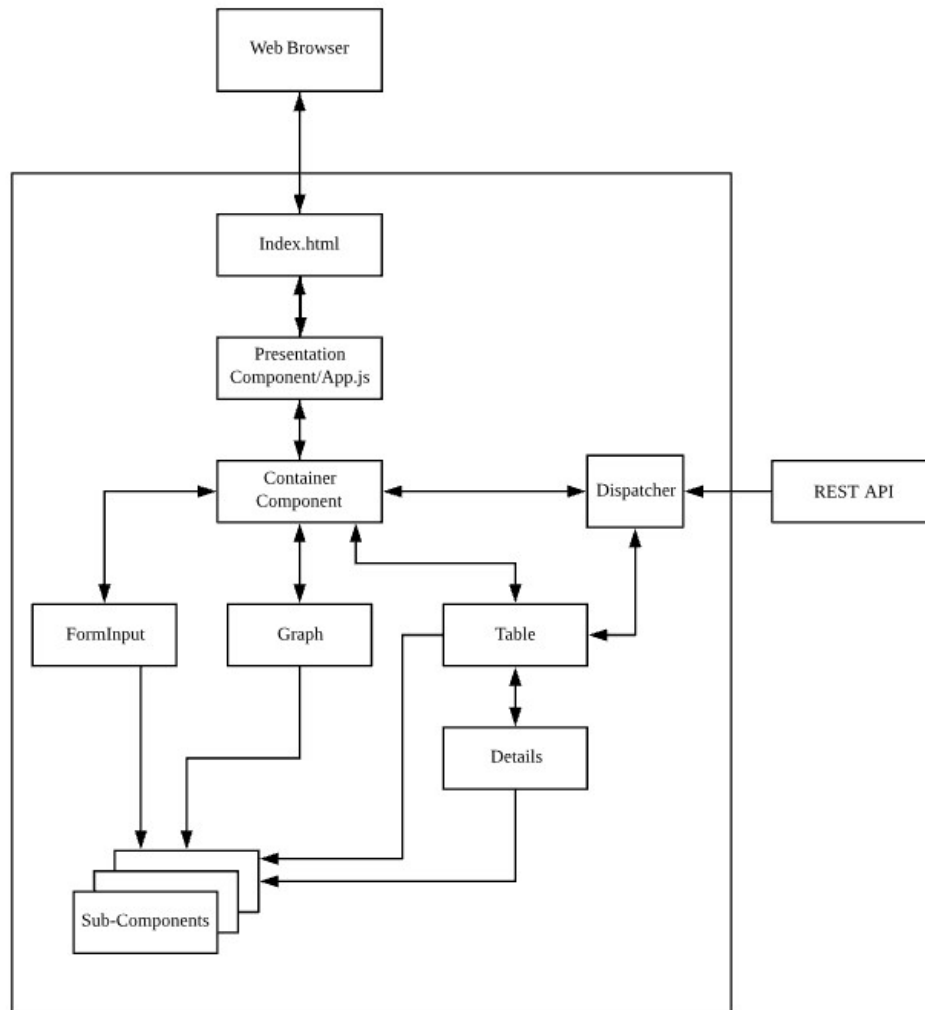 Web Browser
Index.html
Presentation
Component/App.js
Container
Component
Dispatcher
REST API
FormInput
Graph
Table
Details
Sub-Components